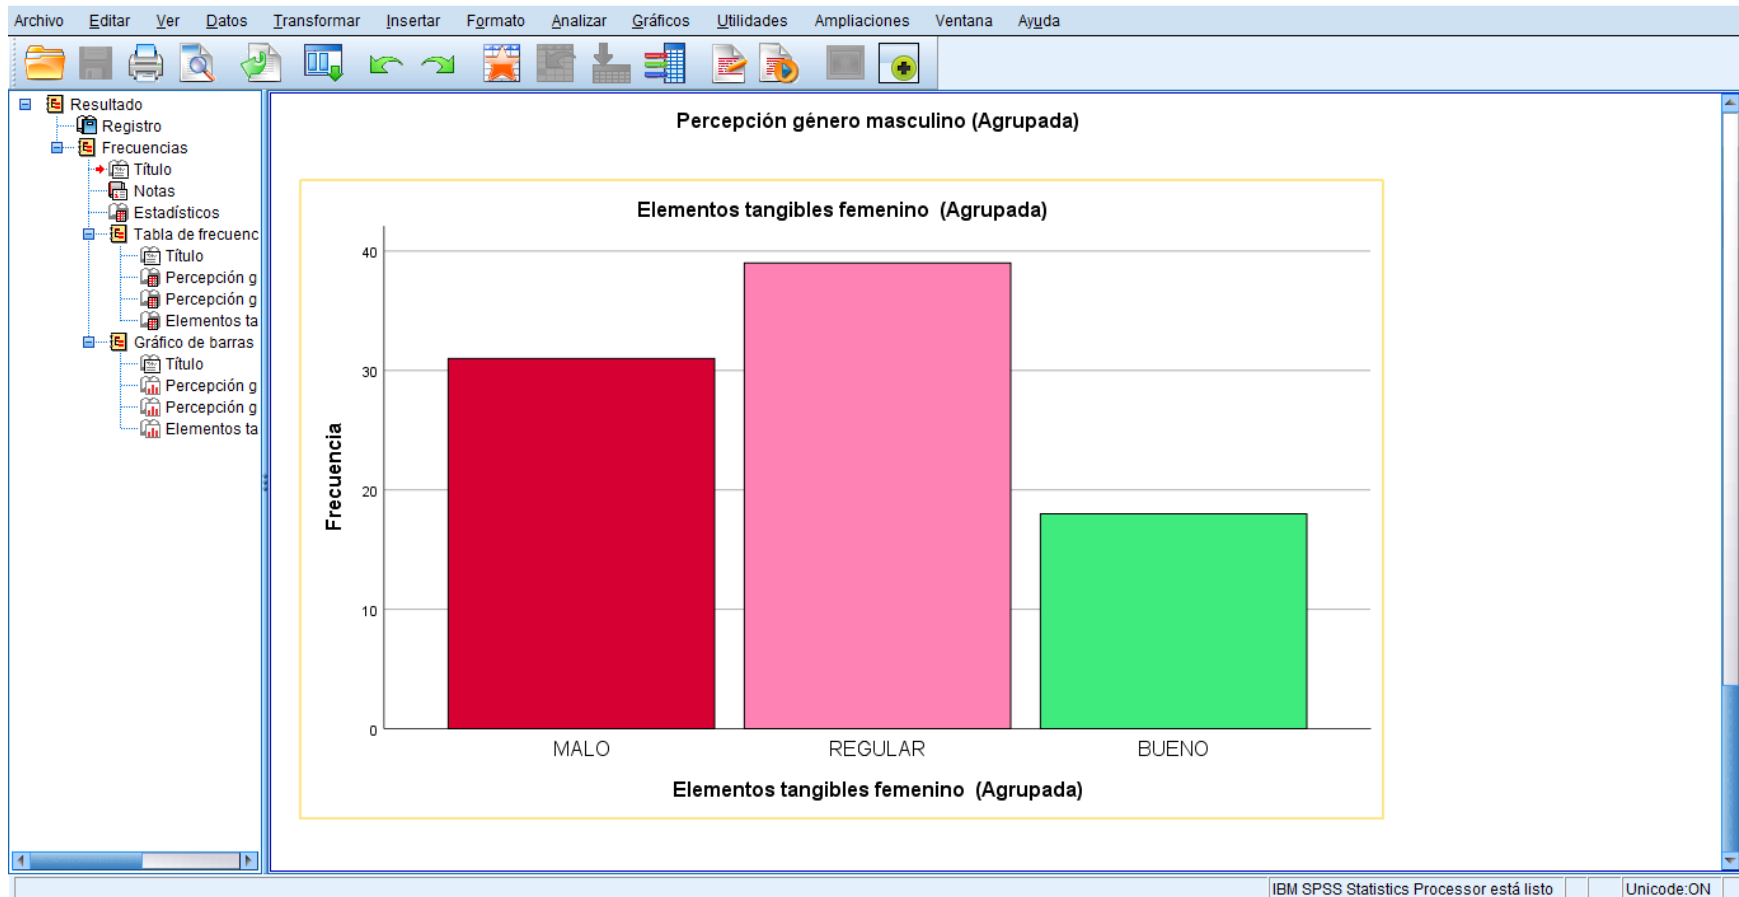 Archivo Editar Ver Datos Transformar Insertar Formato Analizar Gráficos Utilidades Ampliaciones Ventana Ayuda
Resultado
Registro
Frecuencias
Título
Notas
Estadísticos
Tabla de frecuenc
Título
Percepción g
Percepción g
Elementos ta
Gráfico de barras
Título
Percepción g
Percepción g
Elementos ta
Percepción género masculino (Agrupada)
Elementos tangibles femenino (Agrupada)
Frecuencia
40
30
20
10
0
MALO REGULAR BUENO
Elementos tangibles femenino (Agrupada)
IBM SPSS Statistics Processor está listo Unicode:ON